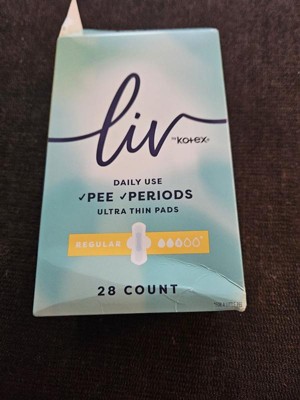 liv
BY Kotex®
DAILY USE
✓PEE ✓PERIODS
ULTRA THIN PADS
REGULAR
28 COUNT